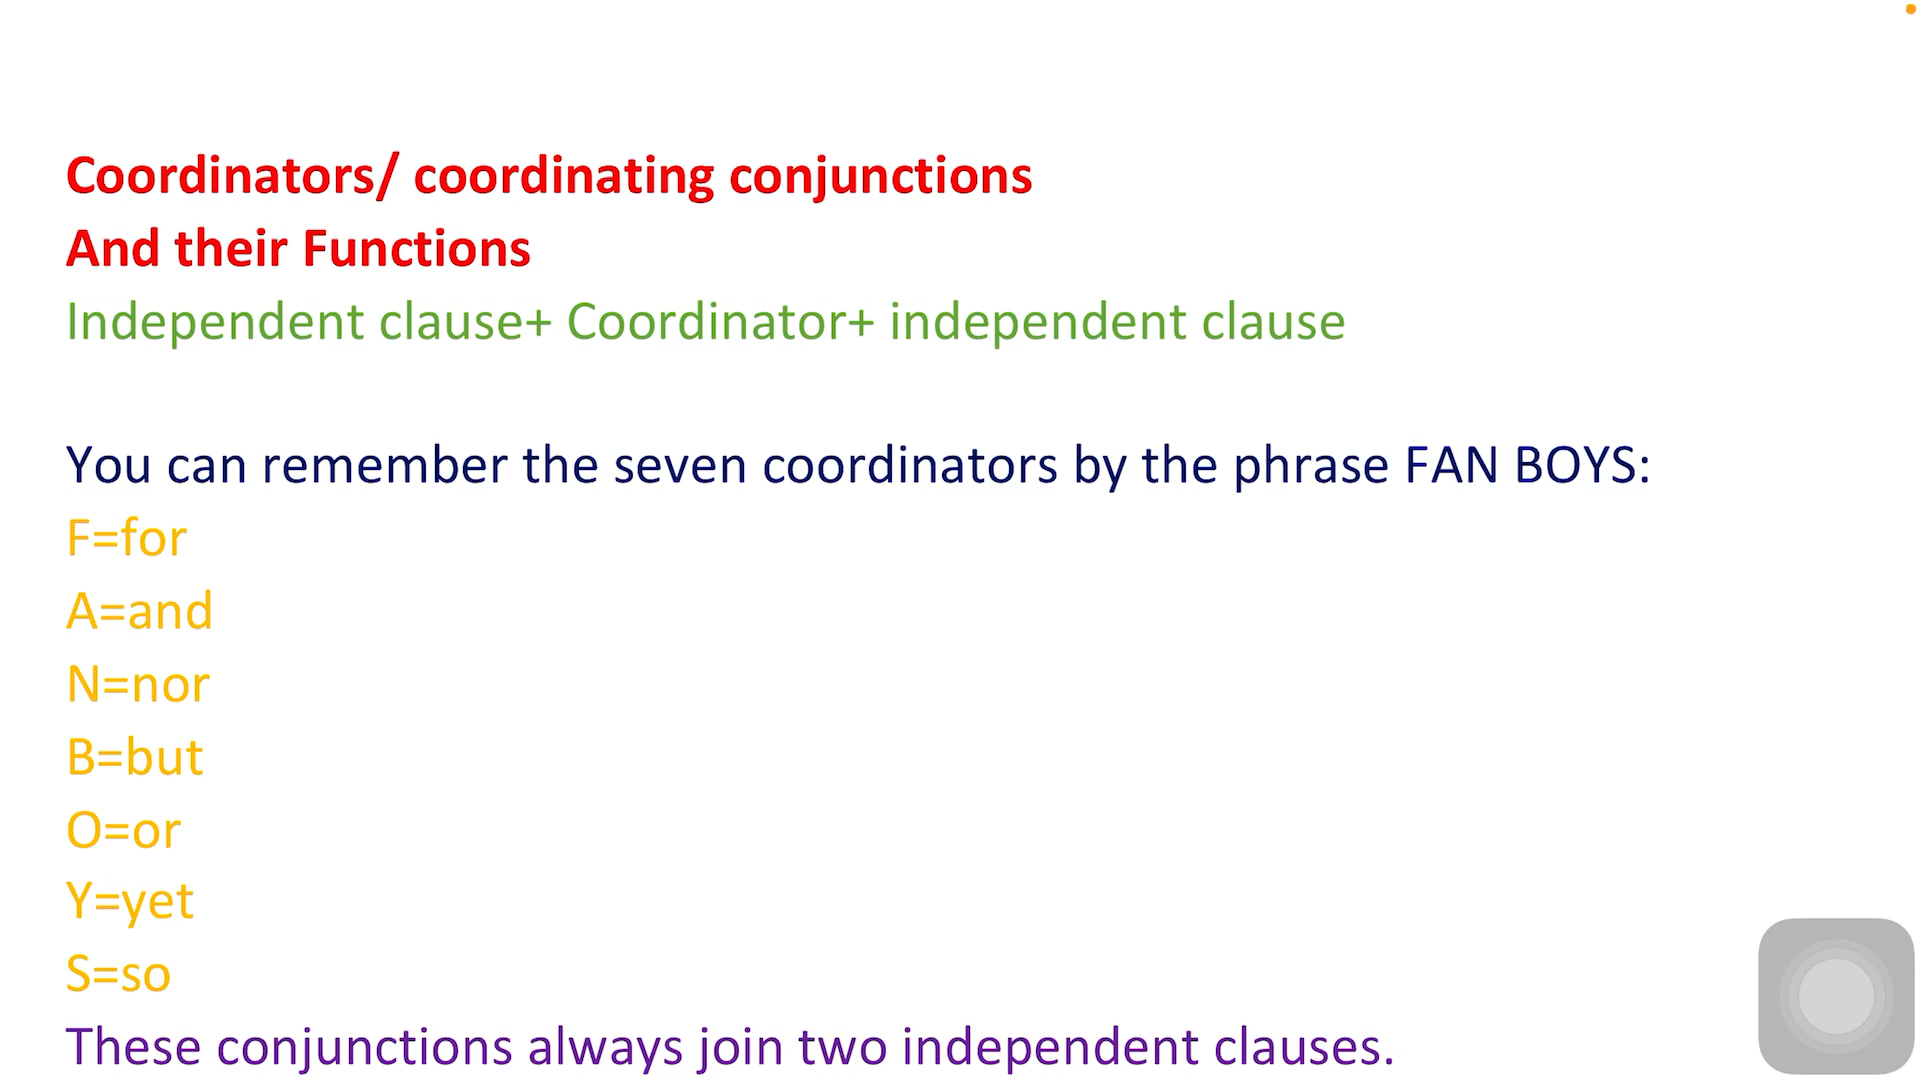 Coordinators/ coordinating conjunctions
And their Functions
Independent clause+ Coordinator+ independent clause
You can remember the seven coordinators by the phrase FAN BOYS:
F=for
A=and
N=nor
B=but
O=or
Y=yet
S=so
These conjunctions always join two independent clauses.